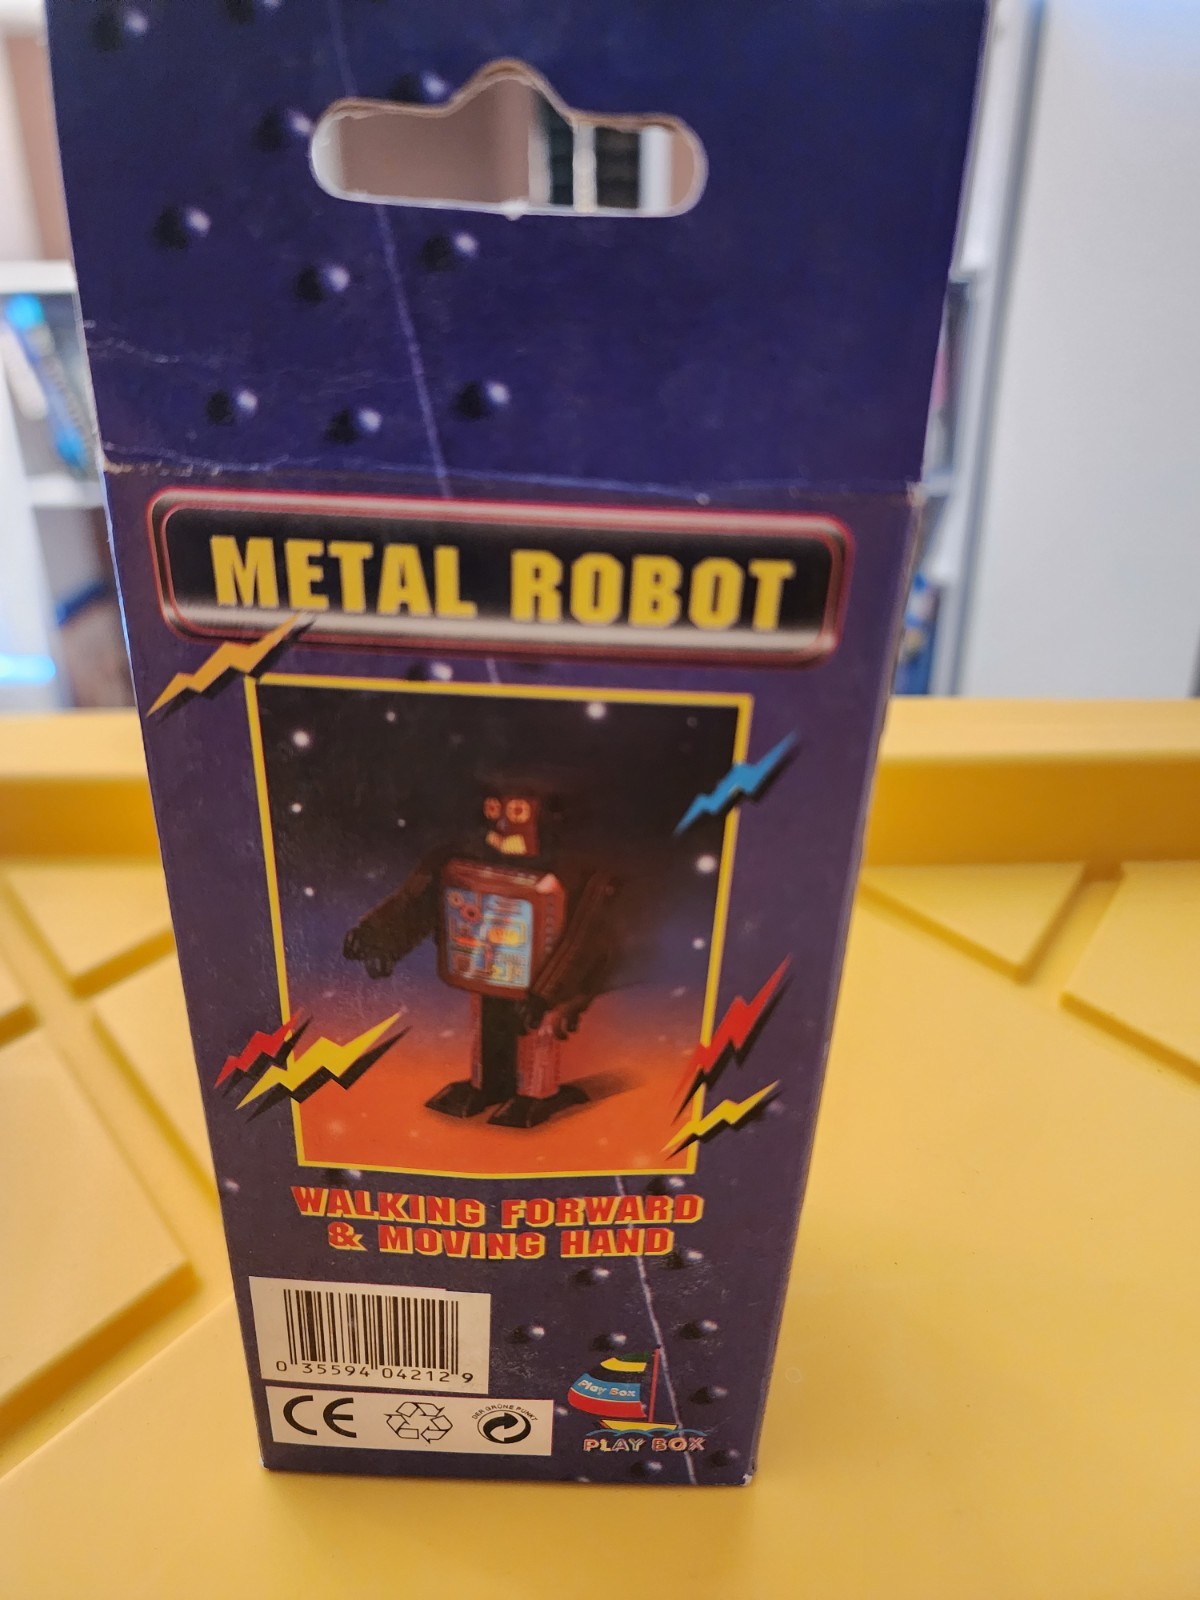 METAL ROBOT
WALKING FORWARD
& MOVING HAND
0 35594 04212 9
CE
DER GRÜNE PUNKT
Play Box
PLAY BOX